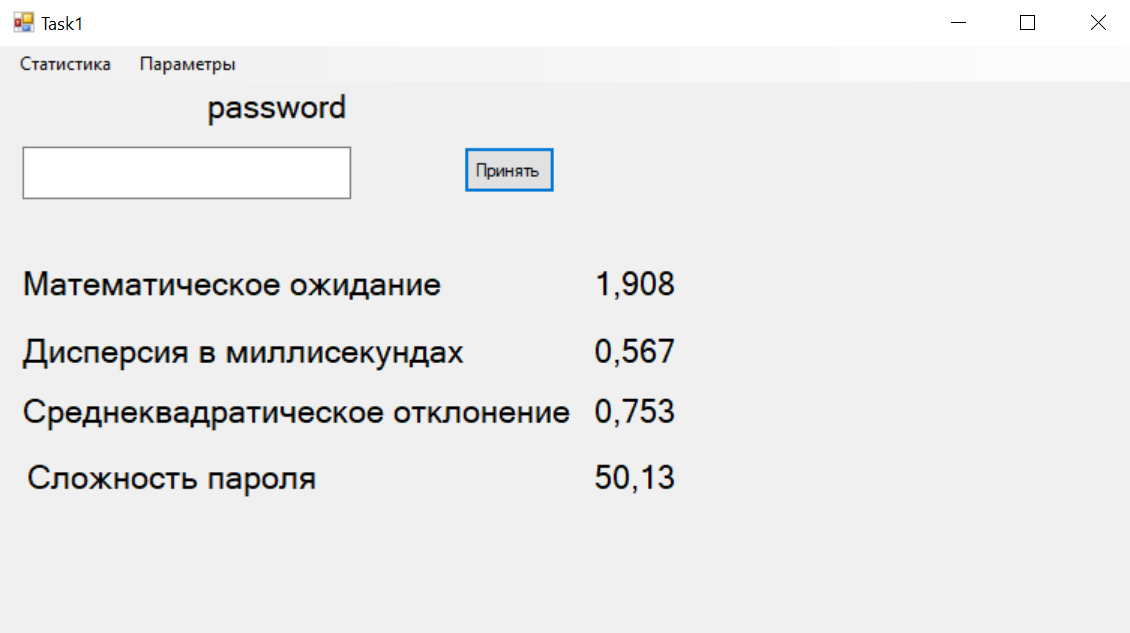 Task1
Статистика Параметры
password
Принять
Математическое ожидание 1,908
Дисперсия в миллисекундах 0,567
Среднеквадратическое отклонение 0,753
Сложность пароля 50,13